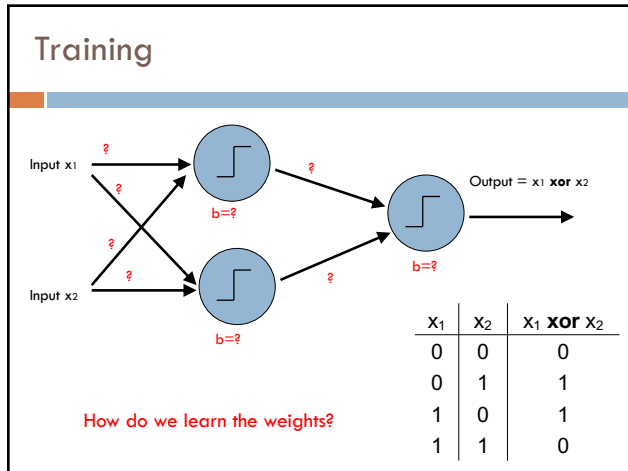 Training
?
Input x₁
?
?
?
Input x₂
b=?
b=?
?
?
b=?
Output = x₁ xor x₂
x₁ x₂ x₁ xor x₂
0 0 0
0 1 1
1 0 1
1 1 0
How do we learn the weights?